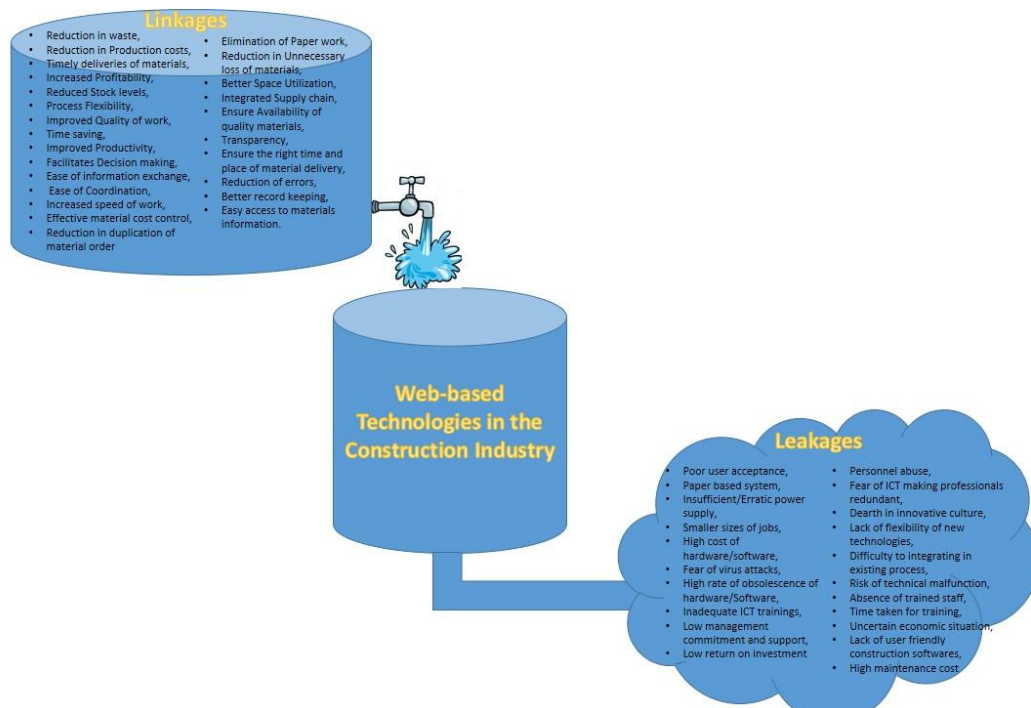 Linkages
Reduction in waste,
Reduction in Production costs,
Timely deliveries of materials,
Increased Profitability,
Reduced Stock levels,
Process Flexibility,
Improved Quality of work,
Time saving,
Improved Productivity,
Facilitates Decision making,
Ease of information exchange,
Ease of Coordination,
Increased speed of work,
Effective material cost control,
Reduction in duplication of
material order
Elimination of Paper work,
Reduction in Unnecessary
loss of materials,
Better Space Utilization,
Integrated Supply chain,
Ensure Availability of
quality materials,
Transparency,
Ensure the right time and
place of material delivery,
Reduction of errors,
Better record keeping,
Easy access to materials
information.
Web-based
Technologies in the
Construction Industry
Leakages
Poor user acceptance,
Paper based system,
Insufficient/Erratic power
supply,
Smaller sizes of jobs,
High cost of
hardware/software,
Fear of virus attacks,
High rate of obsolescence of
hardware/Software,
Inadequate ICT trainings,
Low management
commitment and support,
Low return on investment
Personnel abuse,
Fear of ICT making professionals
redundant,
Dearth in innovative culture,
Lack of flexibility of new
technologies,
Difficulty to integrating in
existing process,
Risk of technical malfunction,
Absence of trained staff,
Time taken for training,
Uncertain economic situation,
Lack of user friendly
construction softwares,
High maintenance cost